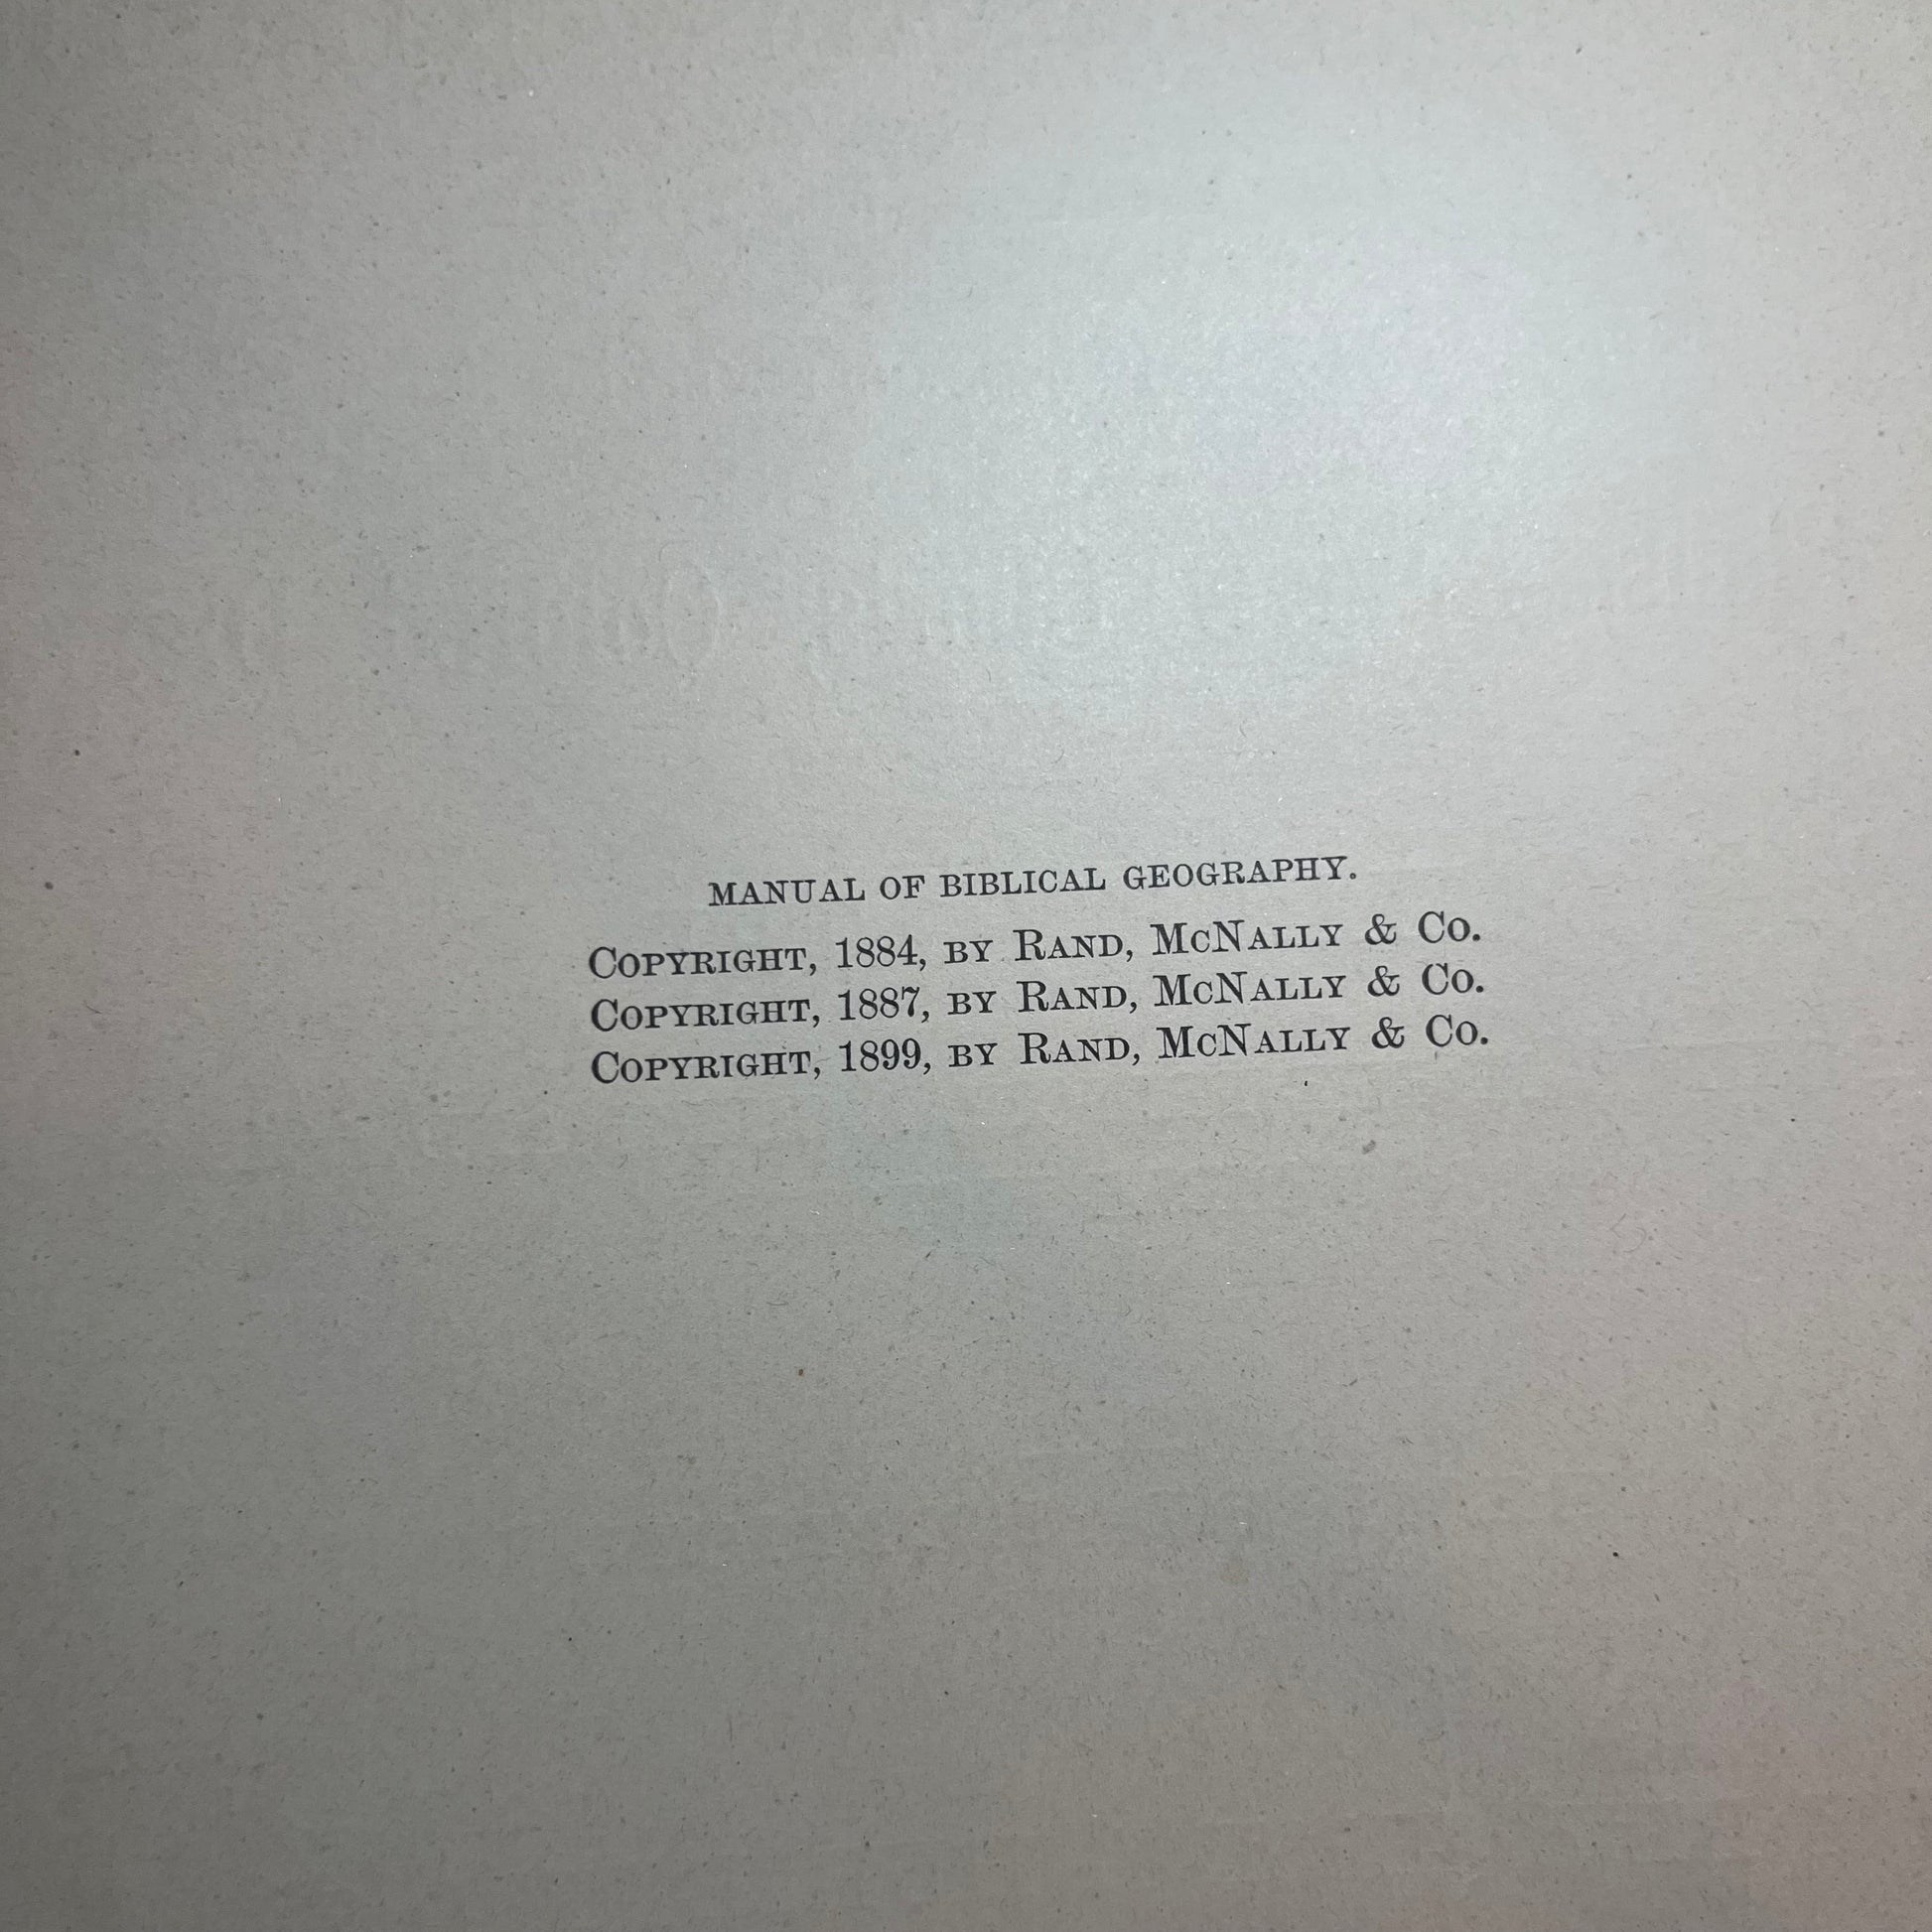 MANUAL OF BIBLICAL GEOGRAPHY.
COPYRIGHT, 1884, BY RAND, MCNALLY & CO.
COPYRIGHT, 1887, BY RAND, MCNALLY & CO.
COPYRIGHT, 1899, BY RAND, MCNALLY & CO.